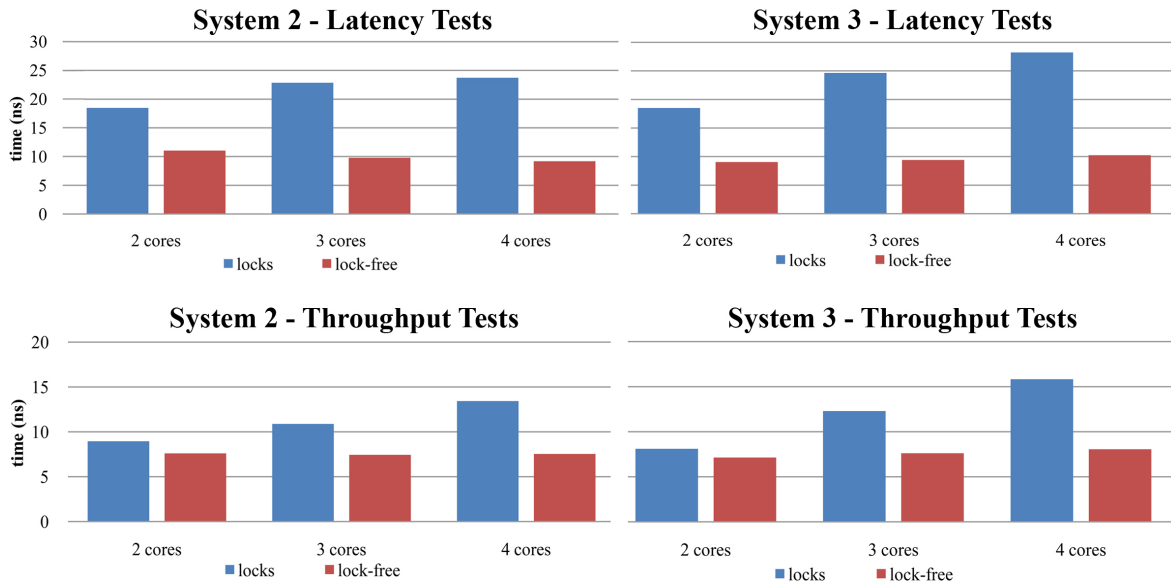 System 2 - Latency Tests
30
25
20
15
10
5
0
time (ns)
2 cores 3 cores 4 cores
locks lock-free
System 3 - Latency Tests
2 cores 3 cores 4 cores
locks lock-free
System 2 - Throughput Tests
20
15
10
5
0
time (ns)
2 cores 3 cores 4 cores
locks lock-free
System 3 - Throughput Tests
2 cores 3 cores 4 cores
locks lock-free